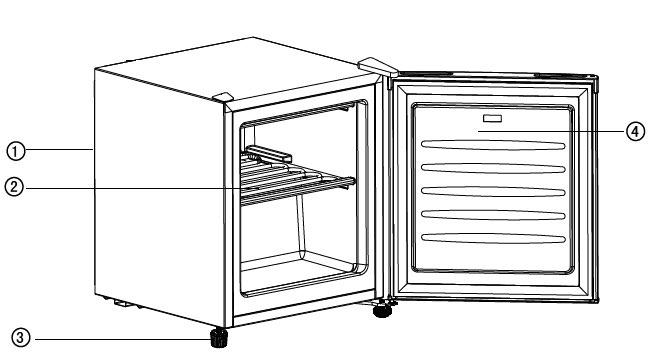 ①
②
③
④